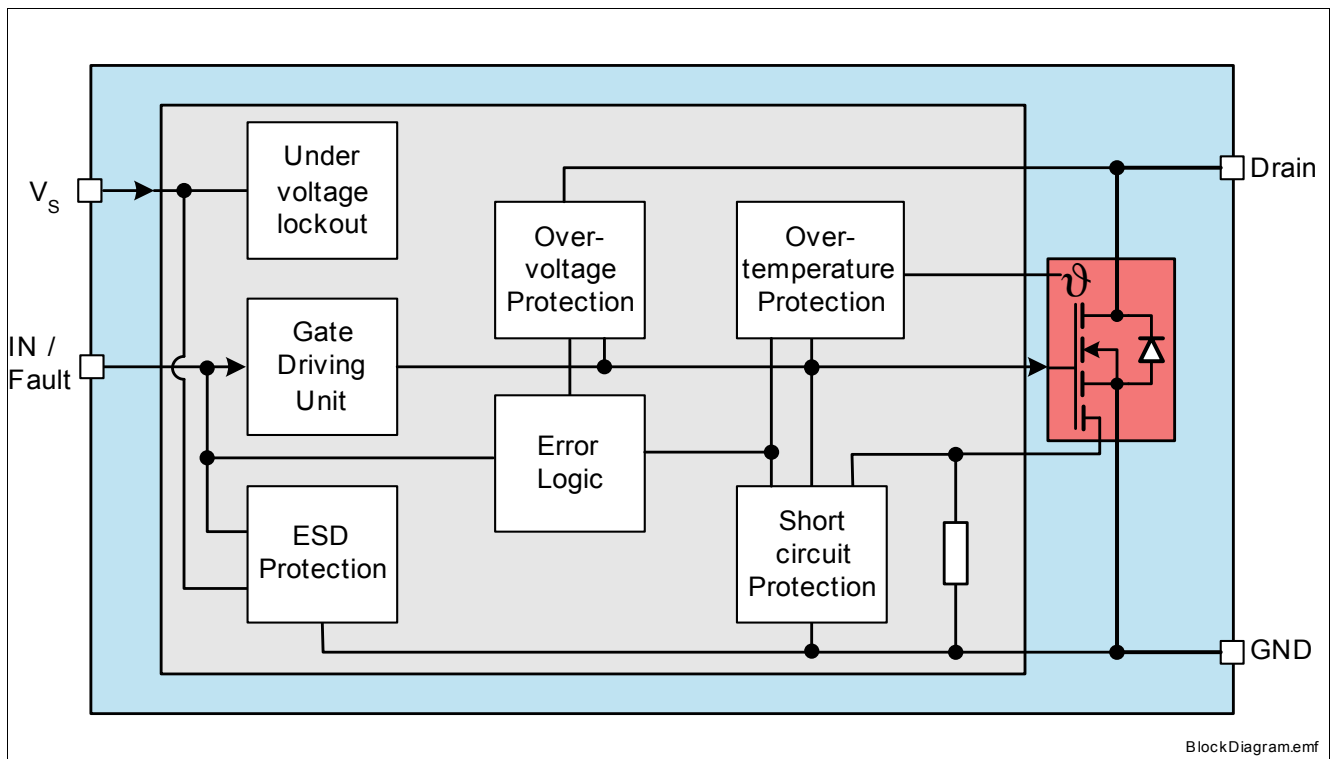 Under
voltage
lockout
V_S
Drain
Over-
voltage
Protection
Over-
temperature
Protection
ϑ
IN /
Fault
Gate
Driving
Unit
Error
Logic
ESD
Protection
Short
circuit
Protection
GND
BlockDiagram.emf